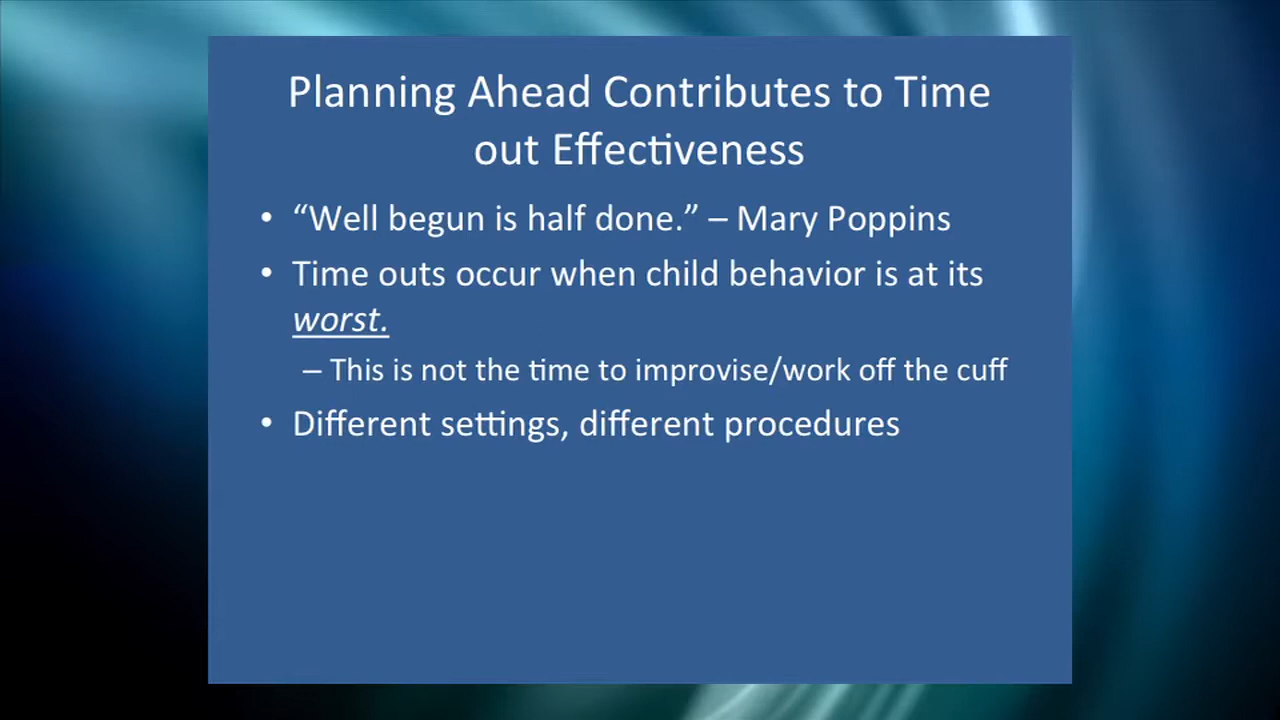 Planning Ahead Contributes to Time
out Effectiveness
• “Well begun is half done.” – Mary Poppins
• Time outs occur when child behavior is at its
worst.
– This is not the time to improvise/work off the cuff
• Different settings, different procedures